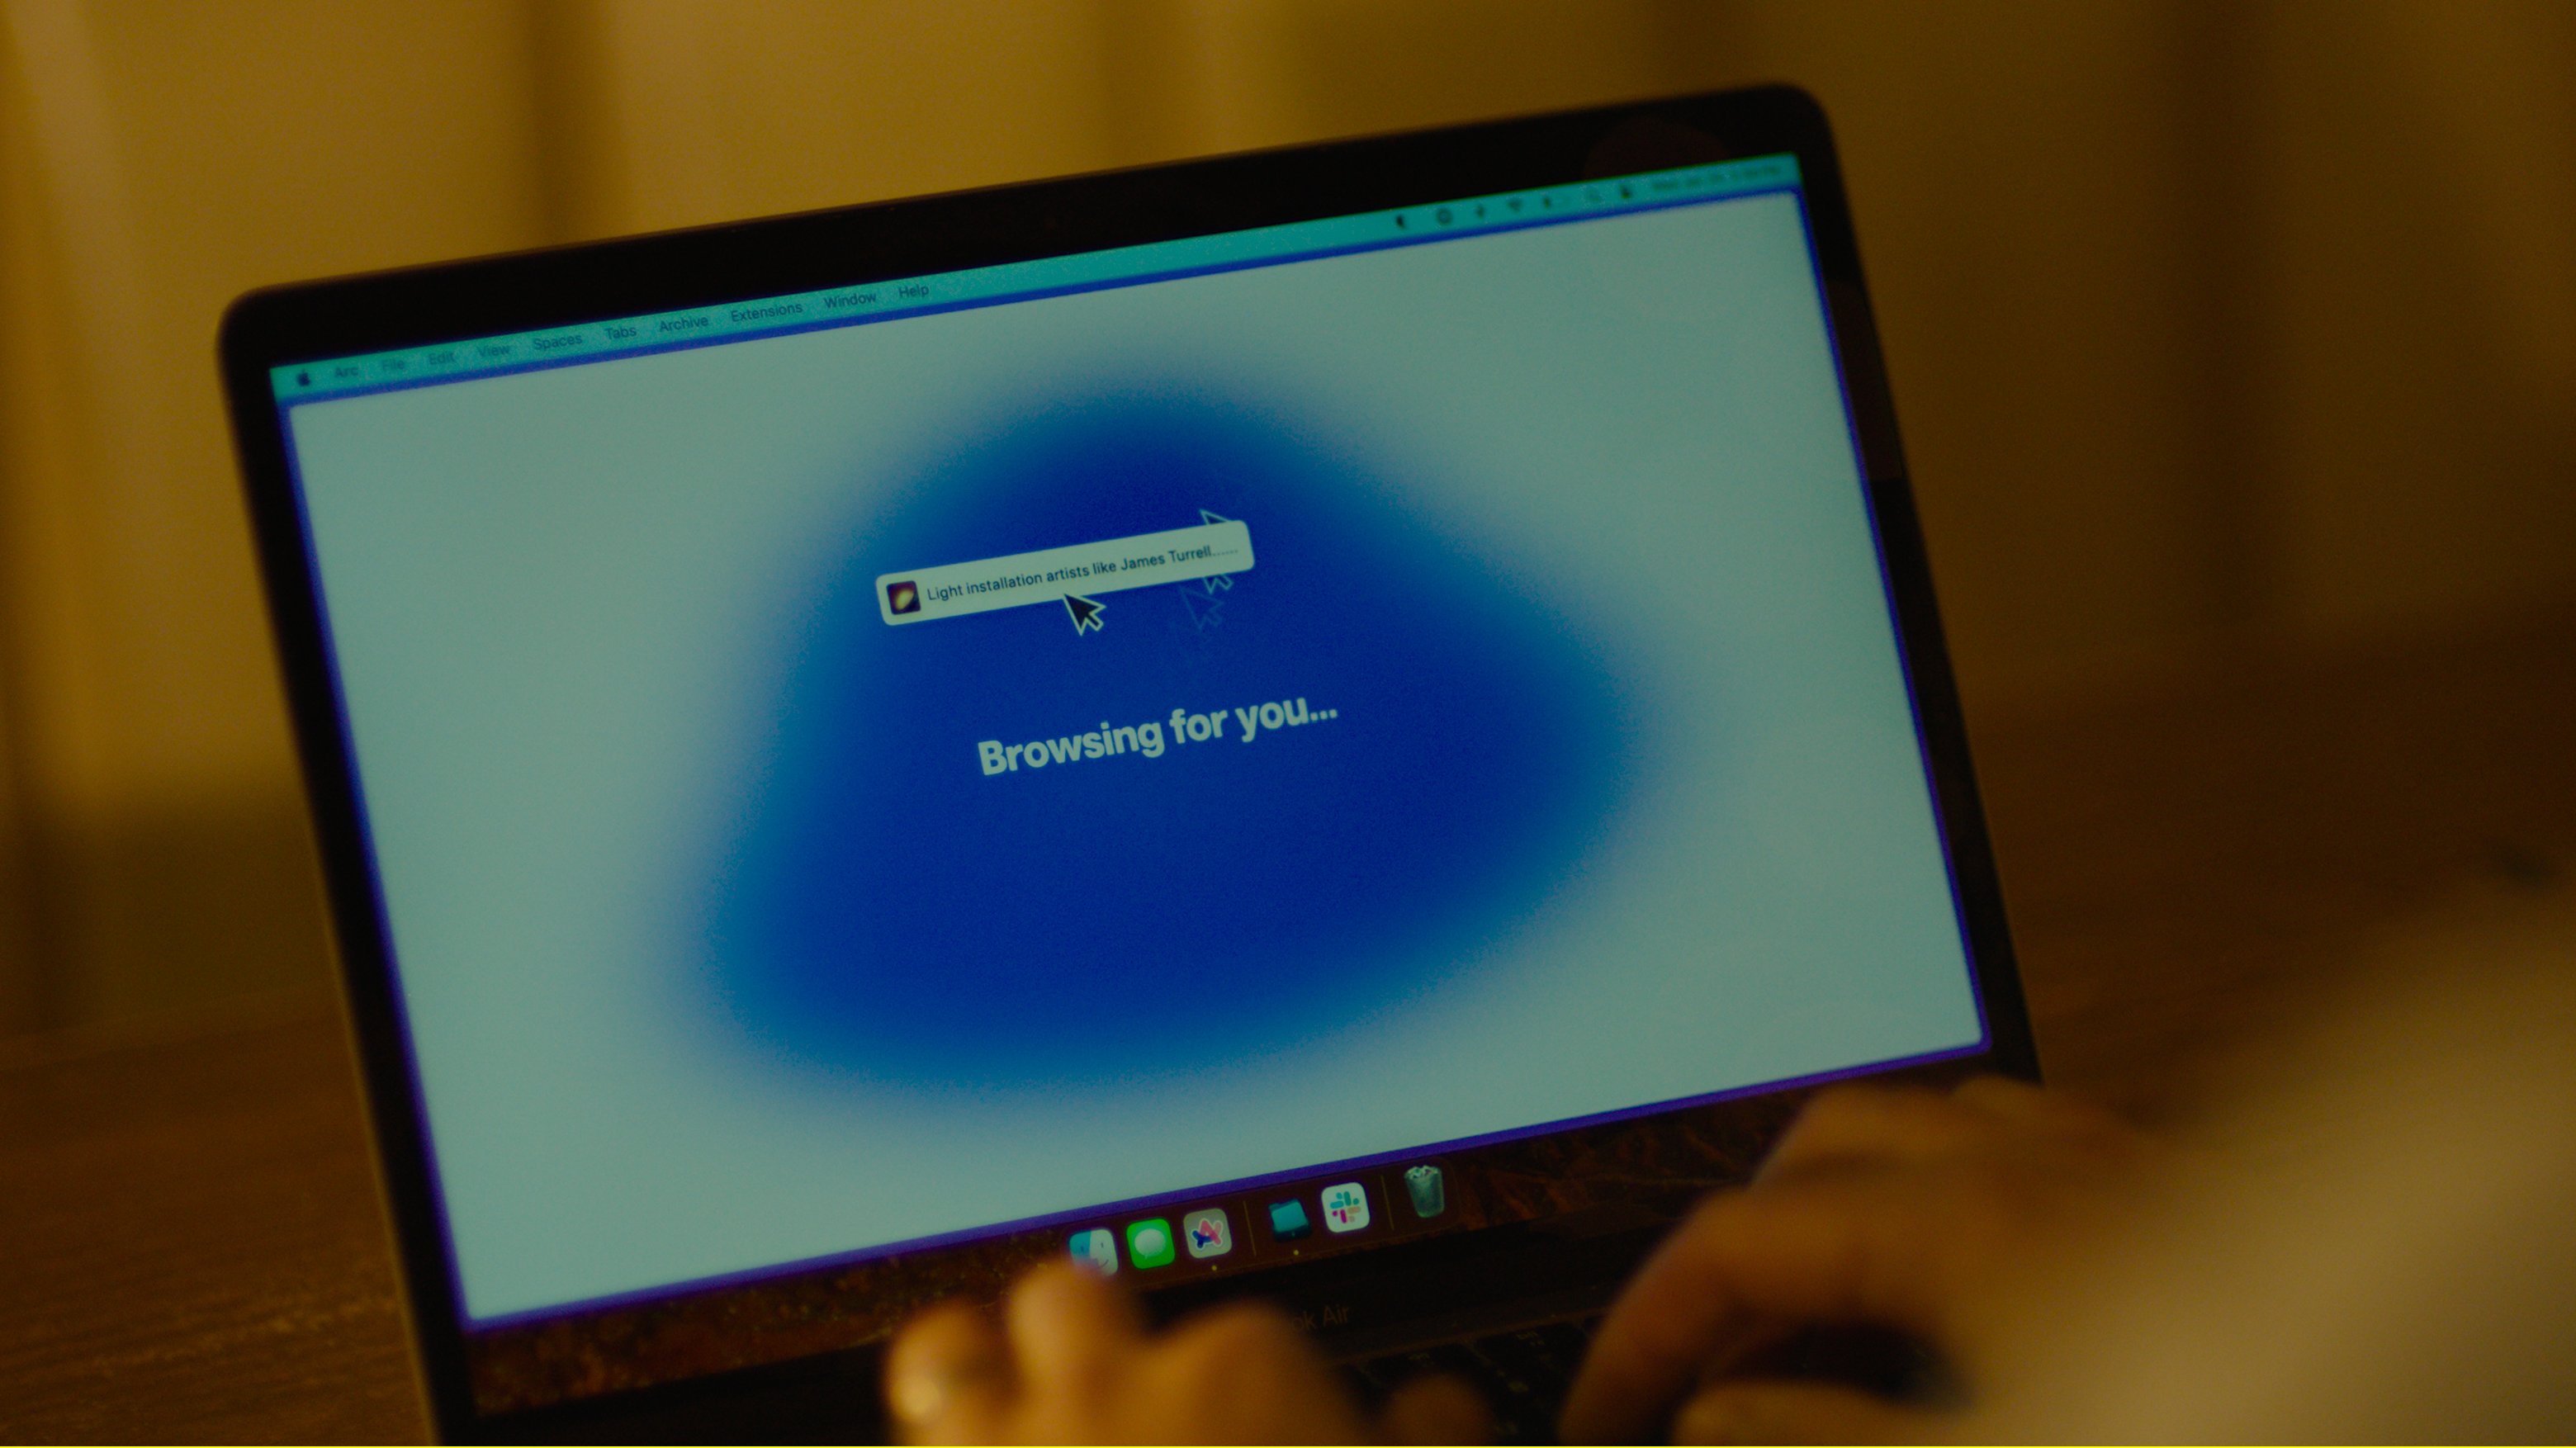 Arc File Edit View Spaces Tabs Archive Extensions Window Help
Light installation artists like James Turrell......
Browsing for you...
Air